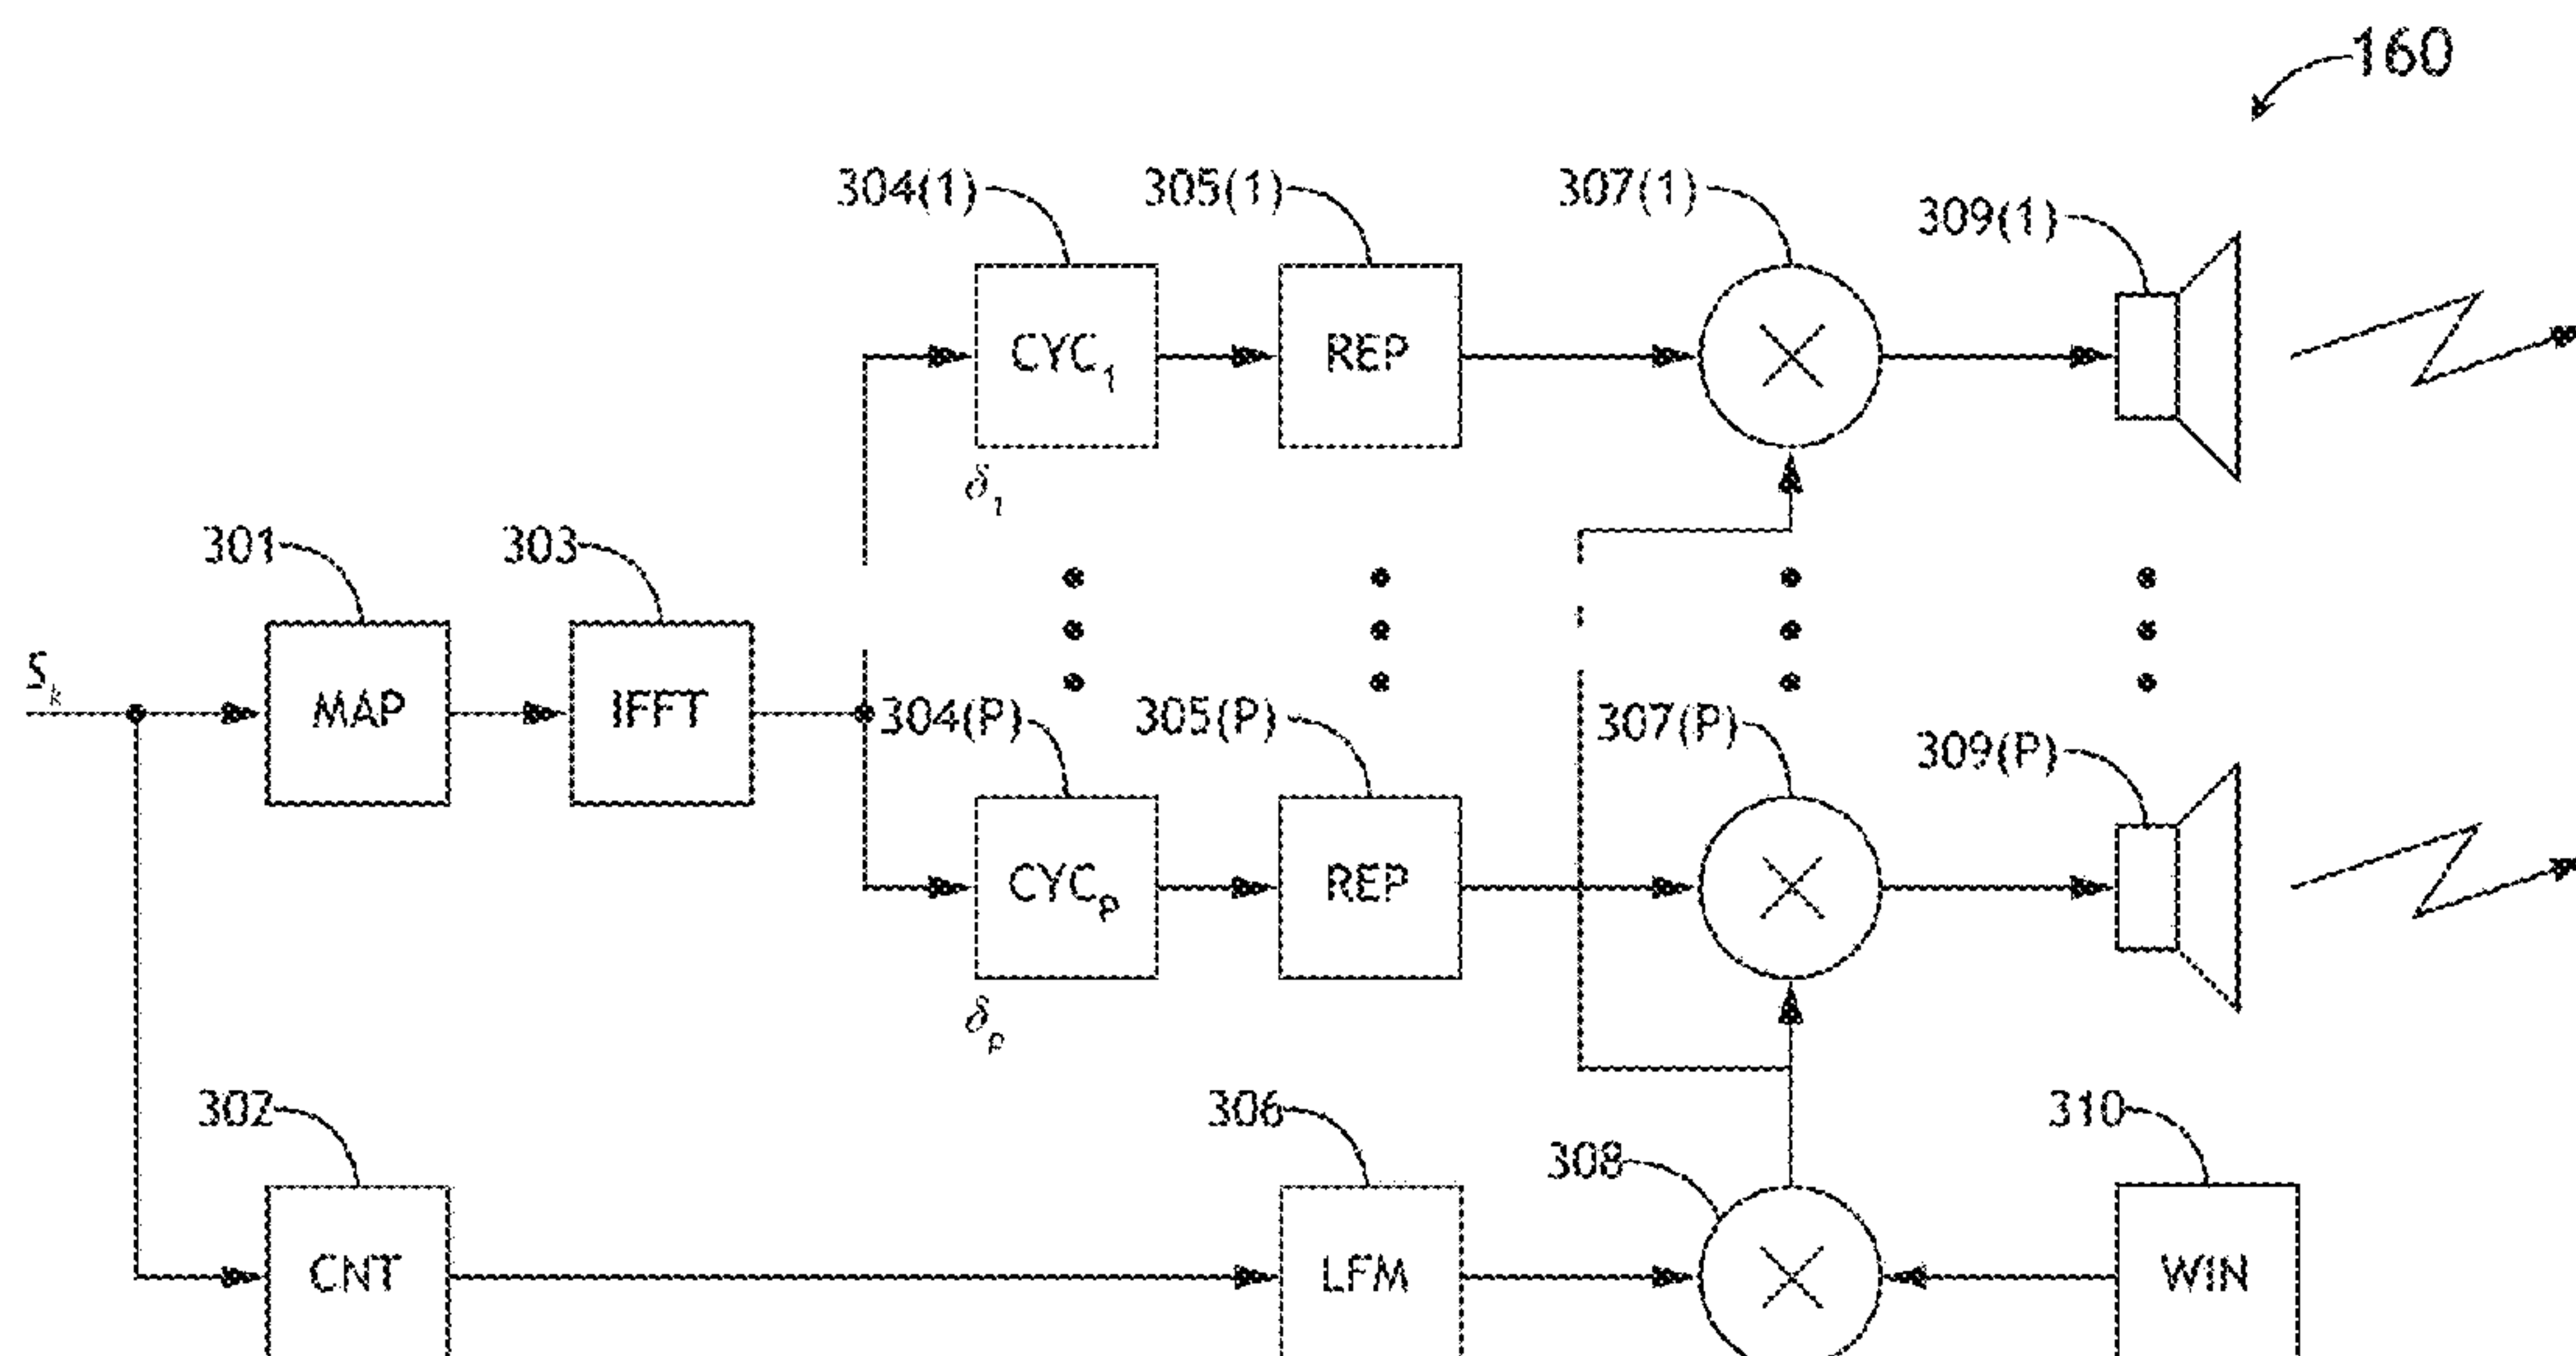 160
304(1) 305(1) 307(1) 309(1)
CYC₁ REP
δ₁
301 303
Sₖ MAP IFFT
304(P) 305(P) 307(P) 309(P)
CYCₚ REP
δₚ
302 306 308 310
CNT LFM WIN